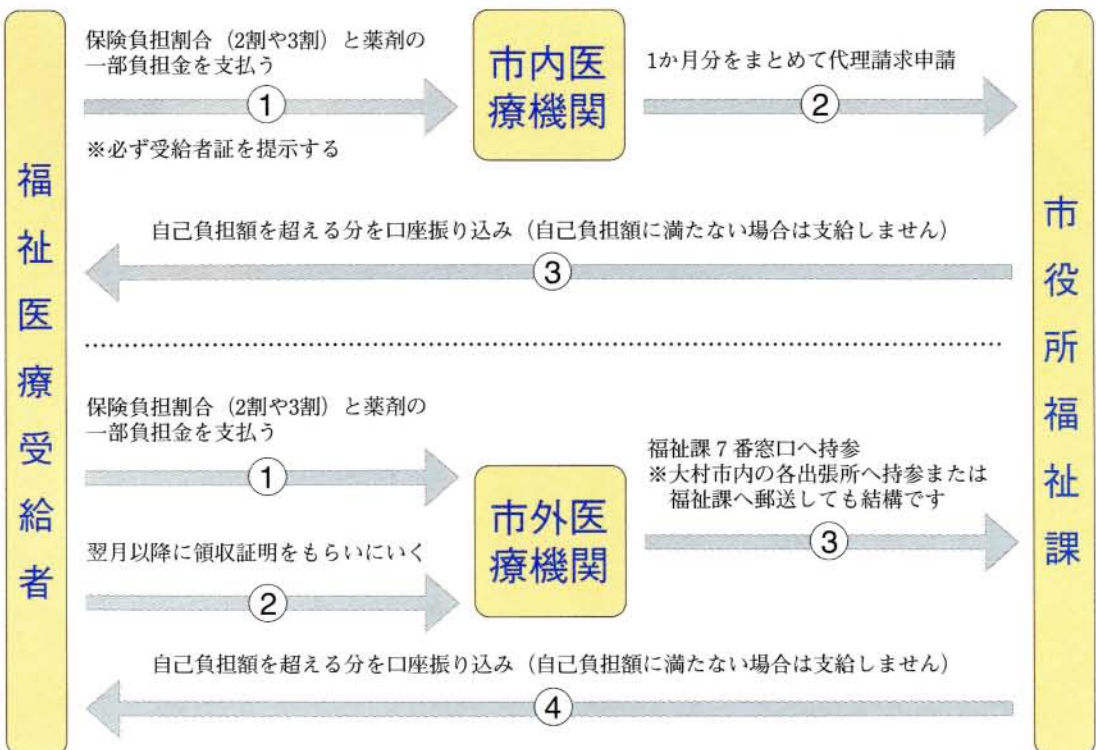 福祉医療受給者
保険負担割合（2割や3割）と薬剤の
一部負担金を支払う
①
※必ず受給者証を提示する
市内医
療機関
1か月分をまとめて代理請求申請
②
自己負担額を超える分を口座振り込み（自己負担額に満たない場合は支給しません）
③
保険負担割合（2割や3割）と薬剤の
一部負担金を支払う
①
翌月以降に領収証明をもらいにいく
②
市外医
療機関
福祉課７番窓口へ持参
※大村市内の各出張所へ持参または
福祉課へ郵送しても結構です
③
自己負担額を超える分を口座振り込み（自己負担額に満たない場合は支給しません）
④
市役所福祉課